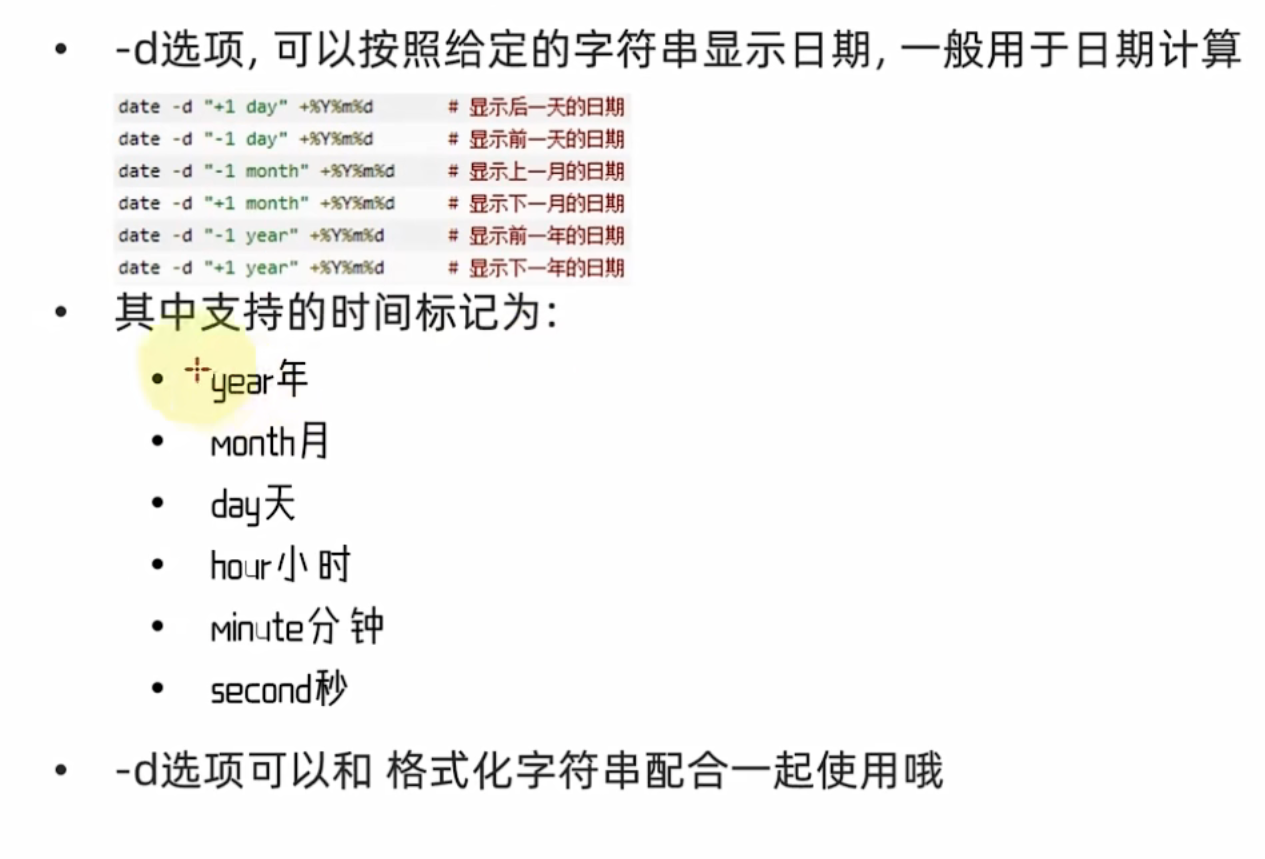 • -d选项, 可以按照给定的字符串显示日期, 一般用于日期计算
date -d "+1 day" +%Y%m%d # 显示后一天的日期
date -d "-1 day" +%Y%m%d # 显示前一天的日期
date -d "-1 month" +%Y%m%d # 显示上一月的日期
date -d "+1 month" +%Y%m%d # 显示下一月的日期
date -d "-1 year" +%Y%m%d # 显示前一年的日期
date -d "+1 year" +%Y%m%d # 显示下一年的日期
• 其中支持的时间标记为:
• year年
• month月
• day天
• hour小时
• minute分钟
• second秒
• -d选项可以和 格式化字符串配合一起使用哦